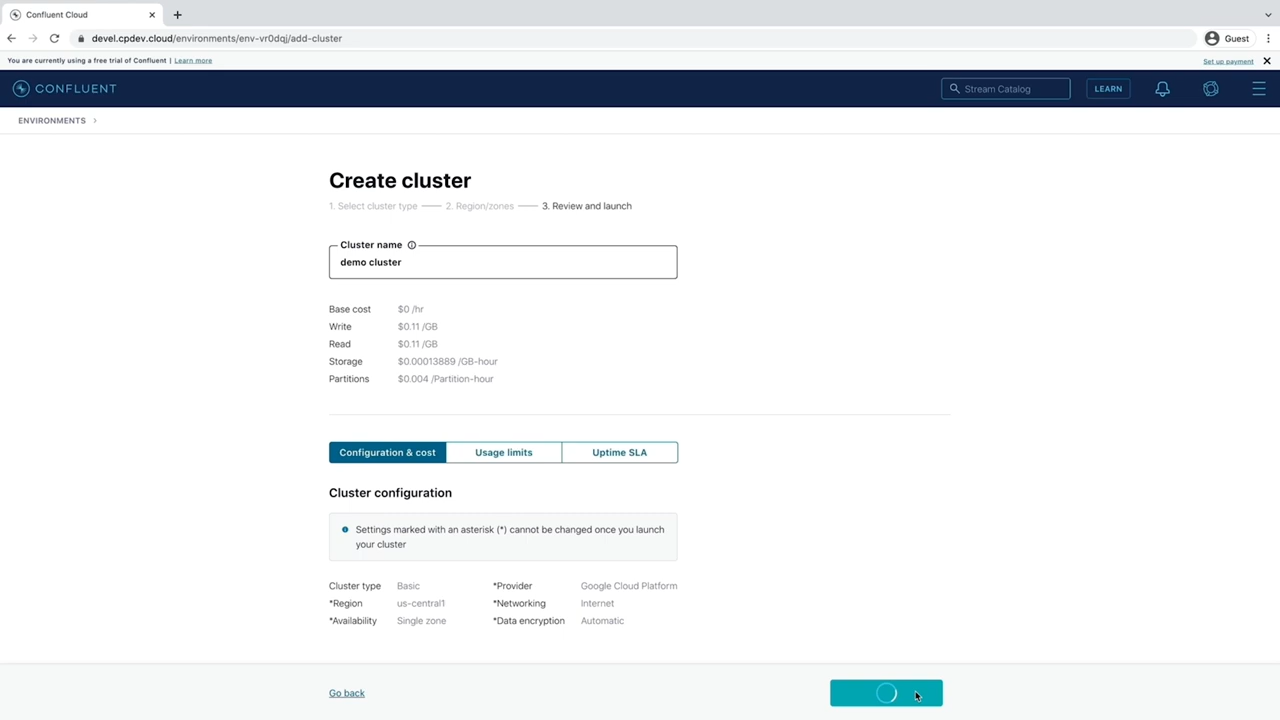 Confluent Cloud
devel.cpdev.cloud/environments/env-vr0dqj/add-cluster
Guest
You are currently using a free trial of Confluent | Learn more
Set up payment
CONFLUENT
Stream Catalog
LEARN
ENVIRONMENTS >
Create cluster
1. Select cluster type 2. Region/zones 3. Review and launch
Cluster name
demo cluster
Base cost $0 /hr
Write $0.11 /GB
Read $0.11 /GB
Storage $0.00013889 /GB-hour
Partitions $0.004 /Partition-hour
Configuration & cost Usage limits Uptime SLA
Cluster configuration
Settings marked with an asterisk (*) cannot be changed once you launch
your cluster
Cluster type Basic *Provider Google Cloud Platform
*Region us-central1 *Networking Internet
*Availability Single zone *Data encryption Automatic
Go back